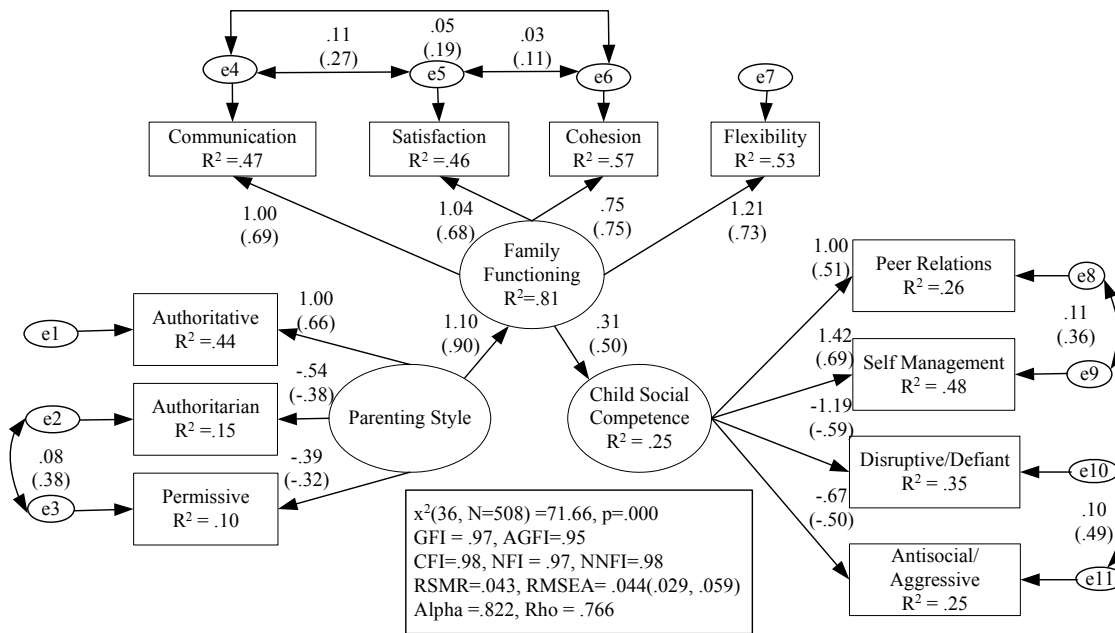 .11
(.27)
.05
(.19)
.03
(.11)
e4
e5
e6
e7
Communication
R² =.47
Satisfaction
R² =.46
Cohesion
R² =.57
Flexibility
R² =.53
1.00
(.69)
1.04
(.68)
.75
(.75)
1.21
(.73)
Family
Functioning
R²=.81
1.00
(.51)
Peer Relations
R² =.26
e8
.11
(.36)
e1
Authoritative
R² =.44
1.00
(.66)
1.10
(.90)
.31
(.50)
1.42
(.69)
Self Management
R² =.48
e9
e2
Authoritarian
R² =.15
-.54
(-.38)
Parenting Style
Child Social
Competence
R² = .25
-1.19
(-.59)
Disruptive/Defiant
R² =.35
e10
.08
(.38)
e3
Permissive
R² = .10
-.39
(-.32)
-.67
(-.50)
.10
(.49)
Antisocial/
Aggressive
R² = .25
e11
x²(36, N=508) =71.66, p=.000
GFI = .97, AGFI=.95
CFI=.98, NFI = .97, NNFI=.98
RSMR=.043, RMSEA= .044(.029, .059)
Alpha =.822, Rho = .766